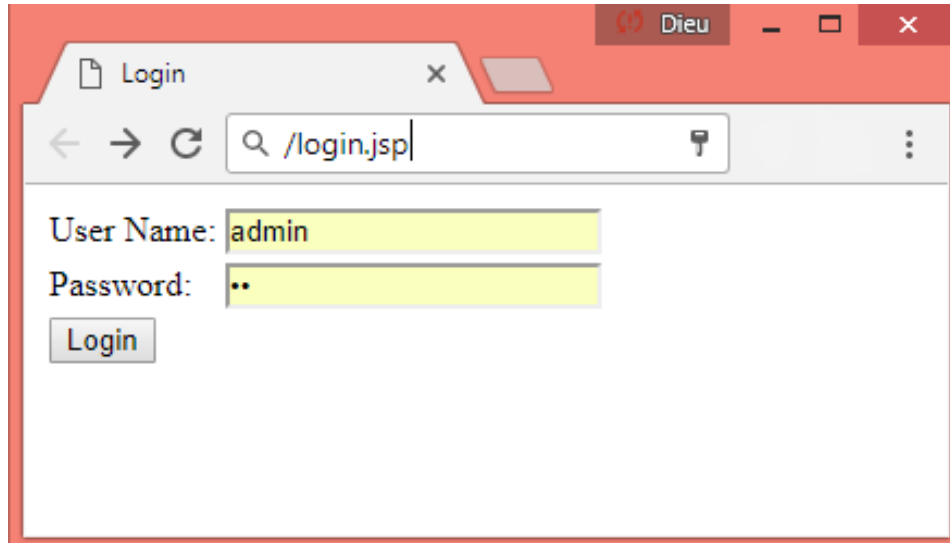 Dieu
Login
/login.jsp
User Name: admin
Password: ••
Login